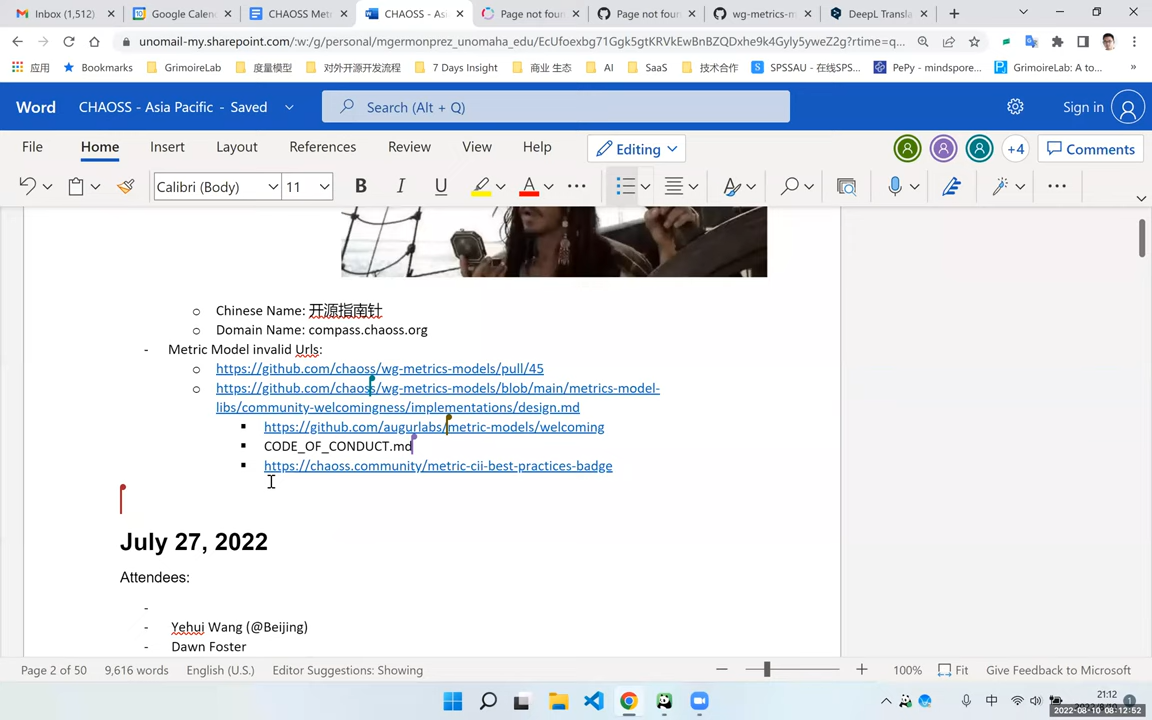 Inbox (1,512)
Google Calen
CHAOSS Met
CHAOSS - As
Page not foun
Page not foun
wg-metrics-m
DeepL Transla
unomail-my.sharepoint.com/:w:/g/personal/mgermonprez_unomaha_edu/EcUfoexbg71Ggk5gtKRVkEwBnBZQDxhe9k4Gyly5yweZ2g?rtime=q...
应用
Bookmarks
GrimoireLab
度量模型
对外开源开发流程
7 Days Insight
商业 生态
AI
SaaS
技术合作
SPSSAU - 在线SPS...
PePy - mindspore...
GrimoireLab: A to...
Word
CHAOSS - Asia Pacific - Saved
Search (Alt + Q)
Sign in
File
Home
Insert
Layout
References
Review
View
Help
Editing
+4
Comments
Calibri (Body)
11
B
I
U
A
o Chinese Name: 开源指南针
o Domain Name: compass.chaoss.org
- Metric Model invalid Urls:
o https://github.com/chaoss/wg-metrics-models/pull/45
o https://github.com/chaoss/wg-metrics-models/blob/main/metrics-model-
libs/community-welcomingness/implementations/design.md
▪ https://github.com/augurlabs/metric-models/welcoming
▪ CODE_OF_CONDUCT.md
▪ https://chaoss.community/metric-cii-best-practices-badge
July 27, 2022
Attendees:
-
- Yehui Wang (@Beijing)
- Dawn Foster
Page 2 of 50
9,616 words
English (U.S.)
Editor Suggestions: Showing
100%
Fit
Give Feedback to Microsoft
中
21:12
2022-08-10 08:12:52